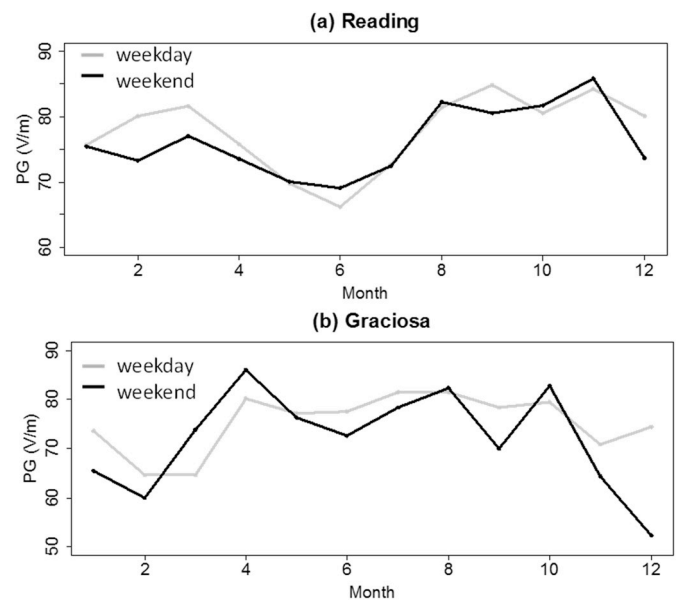 (a) Reading
weekday
weekend
PG (V/m)
90
80
70
60
2 4 6 8 10 12
Month
(b) Graciosa
weekday
weekend
PG (V/m)
90
80
70
60
50
2 4 6 8 10 12
Month